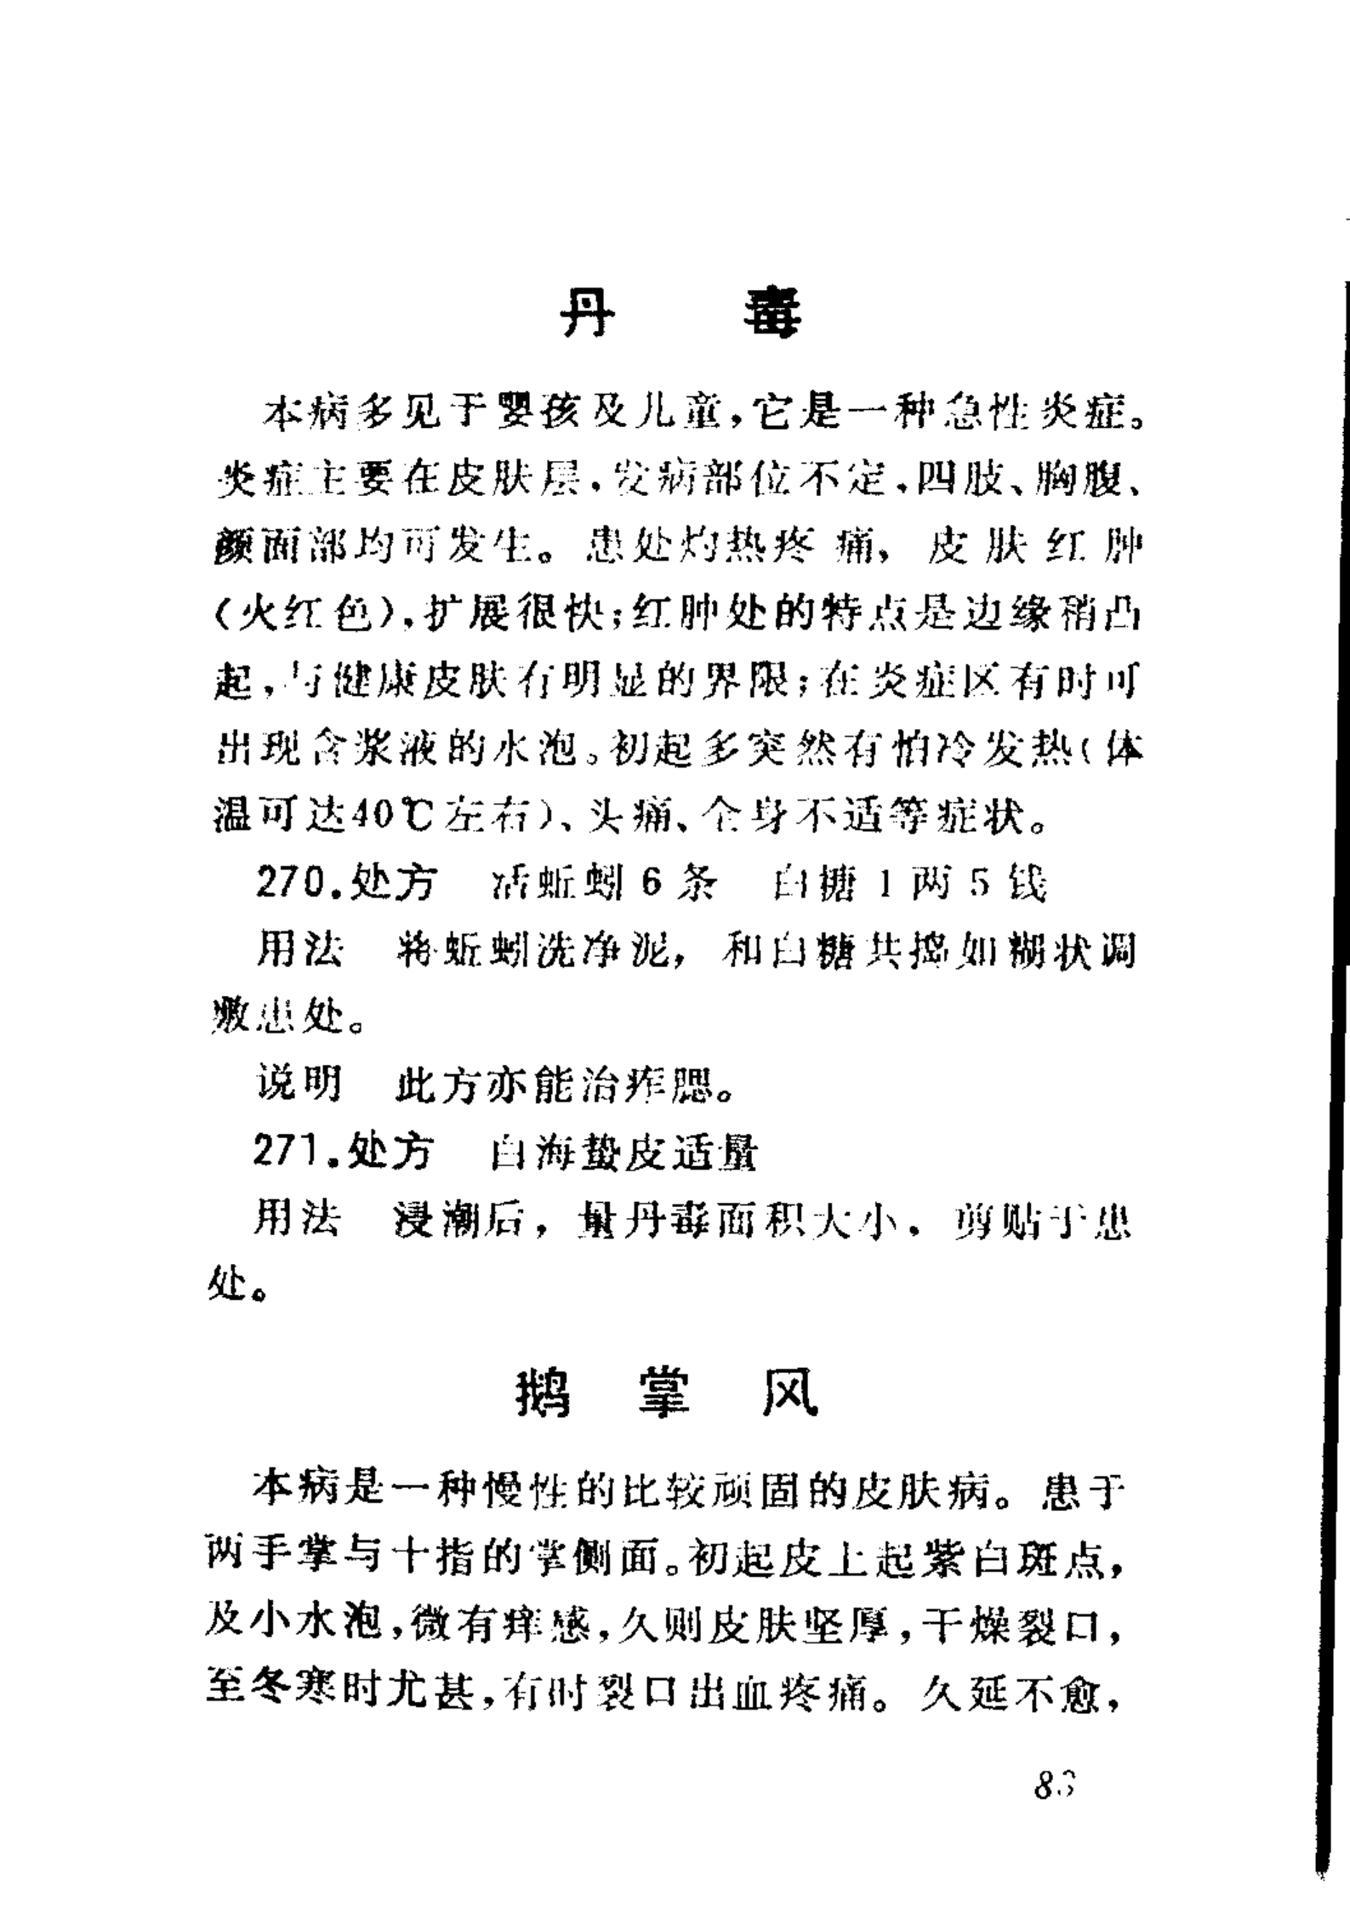 丹 毒
本病多见于婴孩及儿童，它是一种急性炎症。
炎症主要在皮肤层，发病部位不定，四肢、胸腹、
颜面部均可发生。患处灼热疼痛，皮肤红肿
（火红色），扩展很快；红肿处的特点是边缘稍凸
起，与健康皮肤有明显的界限；在炎症区有时可
出现含浆液的水泡。初起多突然有怕冷发热（体
温可达40℃左右）、头痛、全身不适等症状。
270.处方 活蚯蚓6条 白糖1两5钱
用法 将蚯蚓洗净泥，和白糖共捣如糊状调
敷患处。
说明 此方亦能治痄腮。
271.处方 白海蛰皮适量
用法 浸潮后，量丹毒面积大小，剪贴于患
处。
鹅 掌 风
本病是一种慢性的比较顽固的皮肤病。患于
两手掌与十指的掌侧面。初起皮上起紫白斑点，
及小水泡，微有痒感，久则皮肤坚厚，干燥裂口，
至冬寒时尤甚，有时裂口出血疼痛。久延不愈，